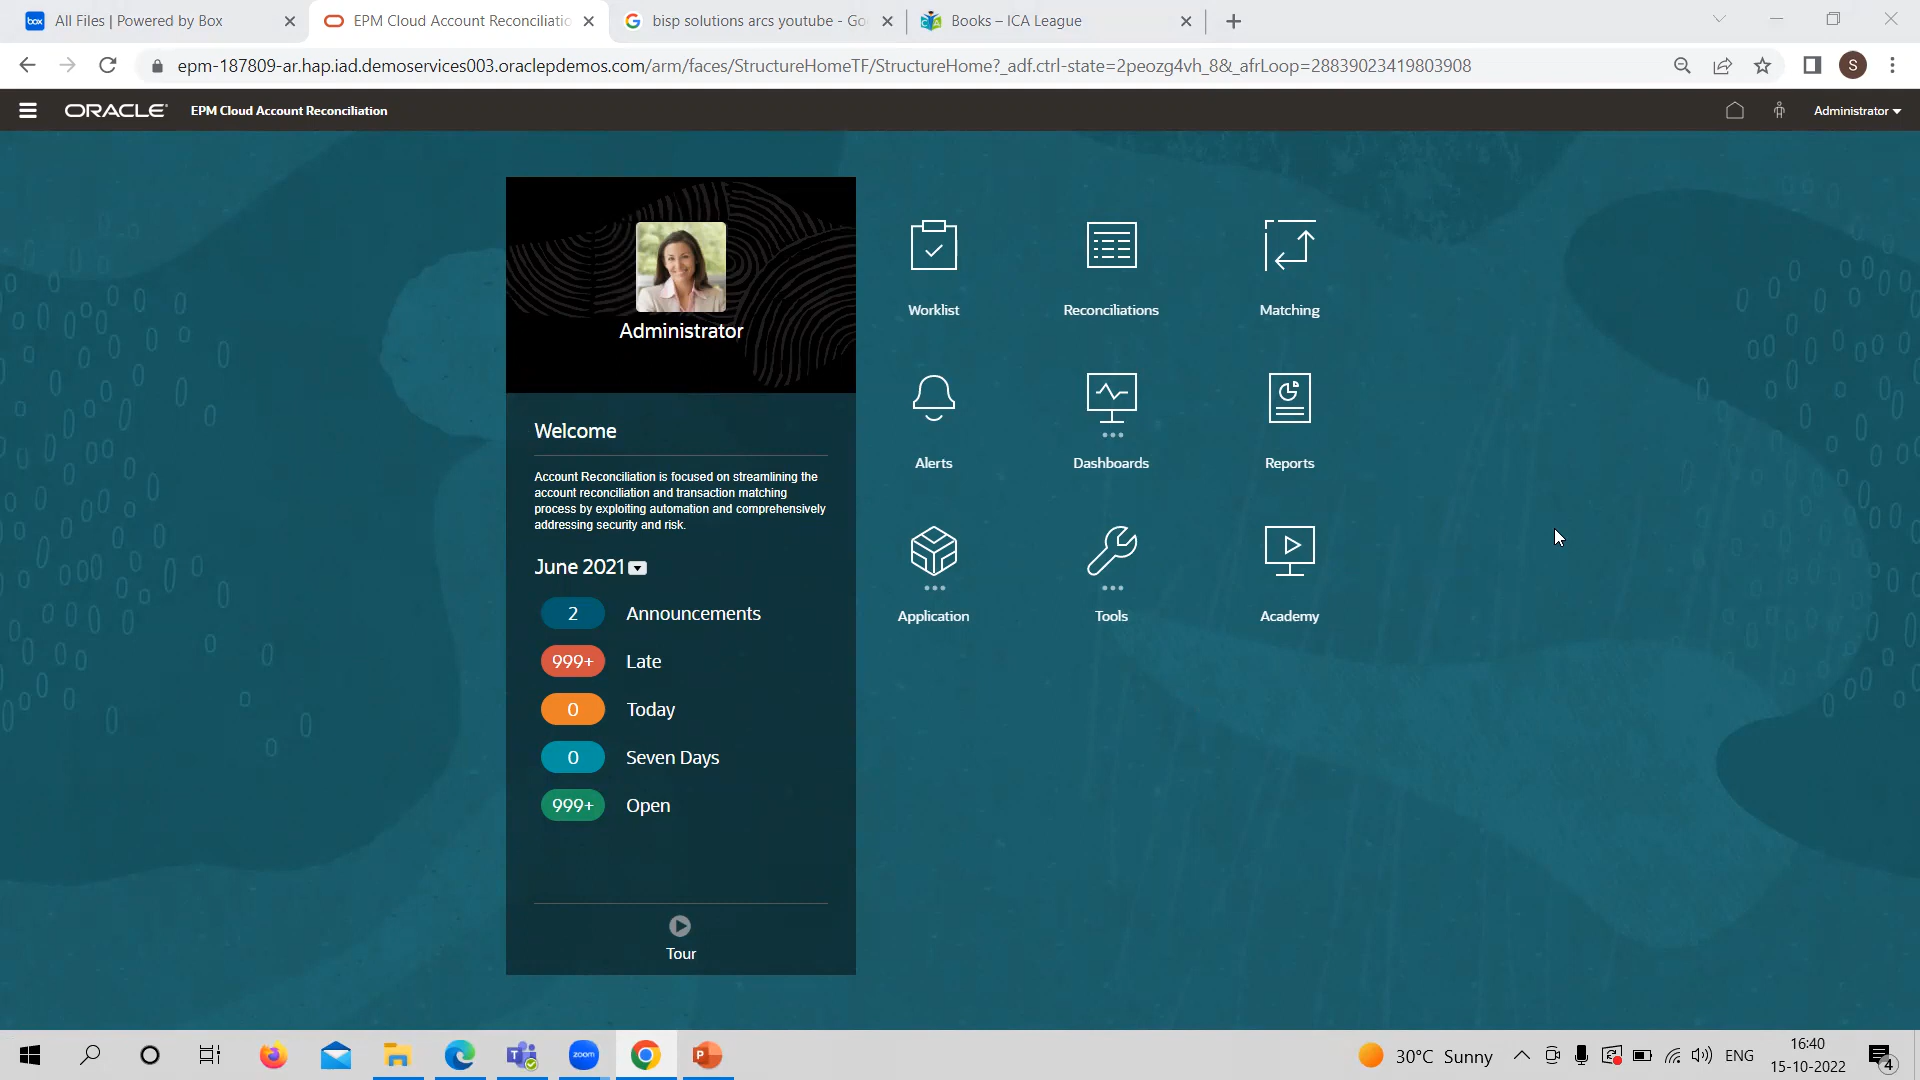 All Files | Powered by Box
EPM Cloud Account Reconciliatio
bisp solutions arcs youtube - Go
Books – ICA League
epm-187809-ar.hap.iad.demoservices003.oraclepdemos.com/arm/faces/StructureHomeTF/StructureHome?_adf.ctrl-state=2peozg4vh_8&_afrLoop=28839023419803908
S
ORACLE
EPM Cloud Account Reconciliation
Administrator
Administrator
Welcome
Account Reconciliation is focused on streamlining the
account reconciliation and transaction matching
process by exploiting automation and comprehensively
addressing security and risk.
June 2021
2 Announcements
999+ Late
0 Today
0 Seven Days
999+ Open
Tour
Worklist
Reconciliations
Matching
Alerts
Dashboards
Reports
Application
Tools
Academy
zoom
30°C Sunny
ENG
16:40
15-10-2022
4